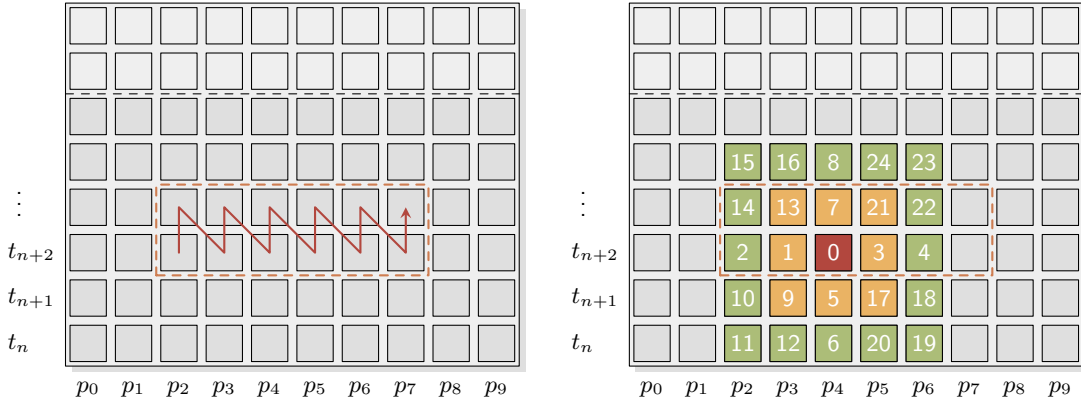 15 16 8 24 23
⋮ 14 13 7 21 22 ⋮
t_{n+2} 2 1 0 3 4 t_{n+2}
t_{n+1} 9 5 17 18 10 t_{n+1}
t_n 11 12 6 20 19 t_n
p_0 p_1 p_2 p_3 p_4 p_5 p_6 p_7 p_8 p_9
p_0 p_1 p_2 p_3 p_4 p_5 p_6 p_7 p_8 p_9